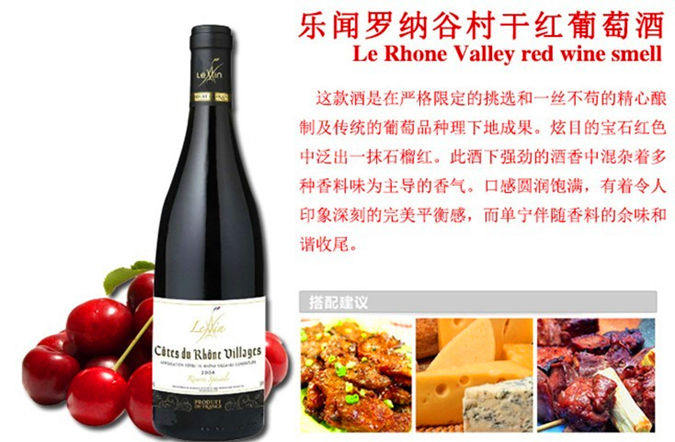 乐闻罗纳谷村干红葡萄酒
Le Rhone Valley red wine smell
这款酒是在严格限定的挑选和一丝不苟的精心酿
制及传统的葡萄品种理下地成果。炫目的宝石红色
中泛出一抹石榴红。此酒下强劲的酒香中混杂着多
种香料味为主导的香气。口感圆润饱满，有着令人
印象深刻的完美平衡感，而单宁伴随香料的余味和
谐收尾。
搭配建议
LeVin
LeVin
Côtes du Rhône Villages
2004
Réserve Spéciale
PRODUCT
OF FRANCE